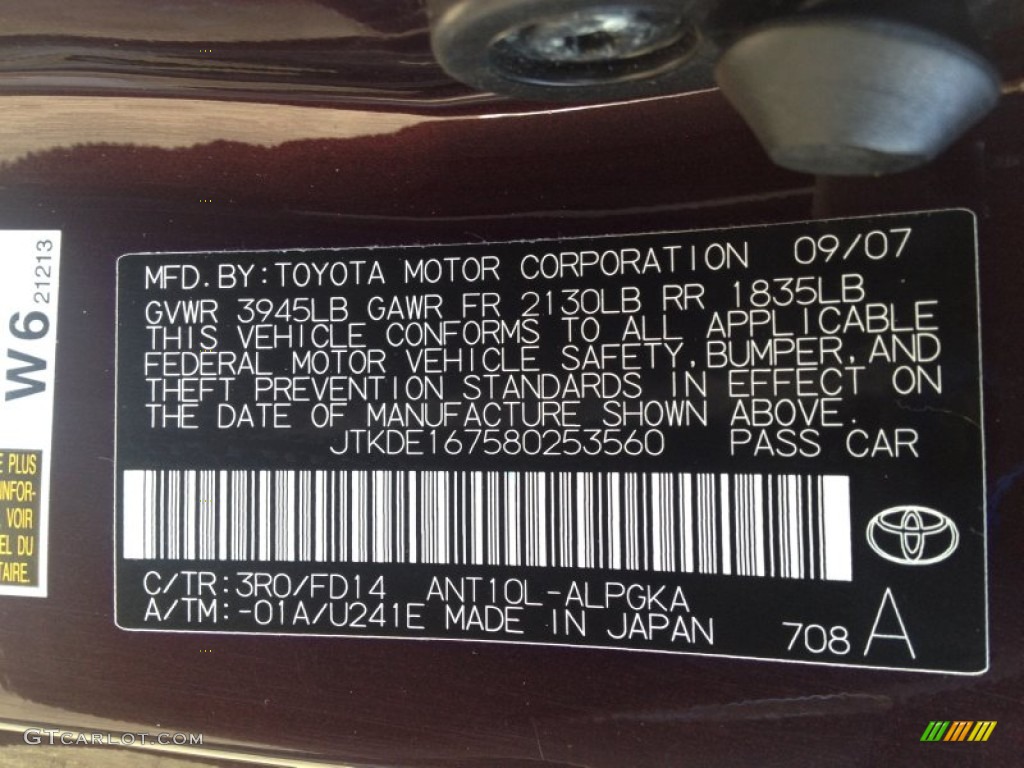 MFD. BY: TOYOTA MOTOR CORPORATION 09/07
GVWR 3945LB GAWR FR 2130LB RR 1835LB
THIS VEHICLE CONFORMS TO ALL APPLICABLE
FEDERAL MOTOR VEHICLE SAFETY, BUMPER, AND
THEFT PREVENTION STANDARDS IN EFFECT ON
THE DATE OF MANUFACTURE SHOWN ABOVE.
JTKDE167580253560 PASS CAR
C/TR: 3R0/FD14 ANT10L-ALPGKA
A/TM: -01A/U241E MADE IN JAPAN 708 A
W6
21213
PLUS
VOIR
DU
GTCARLOT.COM